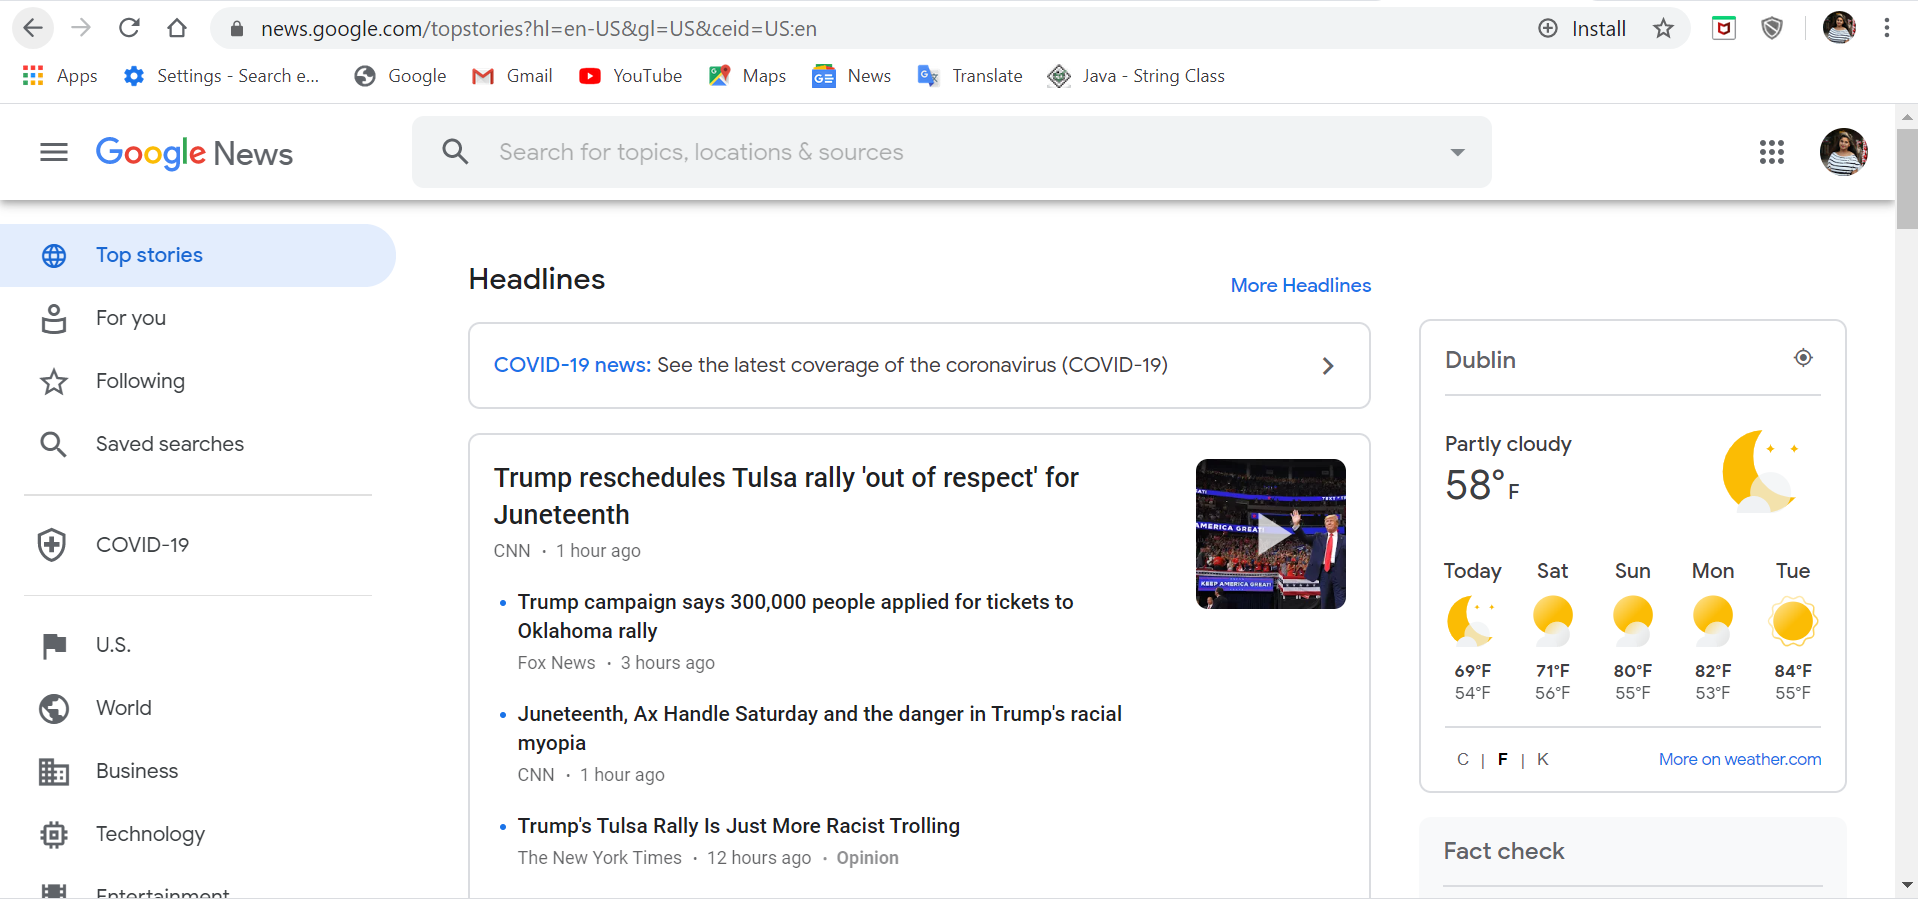 news.google.com/topstories?hl=en-US&gl=US&ceid=US:en
Install
Apps
Settings - Search e...
Google
Gmail
YouTube
Maps
News
Translate
Java - String Class
Google News
Search for topics, locations & sources
Top stories
For you
Following
Saved searches
COVID-19
U.S.
World
Business
Technology
Entertainment
Headlines
More Headlines
COVID-19 news: See the latest coverage of the coronavirus (COVID-19)
Trump reschedules Tulsa rally 'out of respect' for
Juneteenth
CNN • 1 hour ago
AMERICA GREAT!
KEEP AMERICA GREAT!
• Trump campaign says 300,000 people applied for tickets to
Oklahoma rally
Fox News • 3 hours ago
• Juneteenth, Ax Handle Saturday and the danger in Trump's racial
myopia
CNN • 1 hour ago
• Trump's Tulsa Rally Is Just More Racist Trolling
The New York Times • 12 hours ago • Opinion
Dublin
Partly cloudy
58°F
Today Sat Sun Mon Tue
69°F 71°F 80°F 82°F 84°F
54°F 56°F 55°F 53°F 55°F
C | F | K
More on weather.com
Fact check